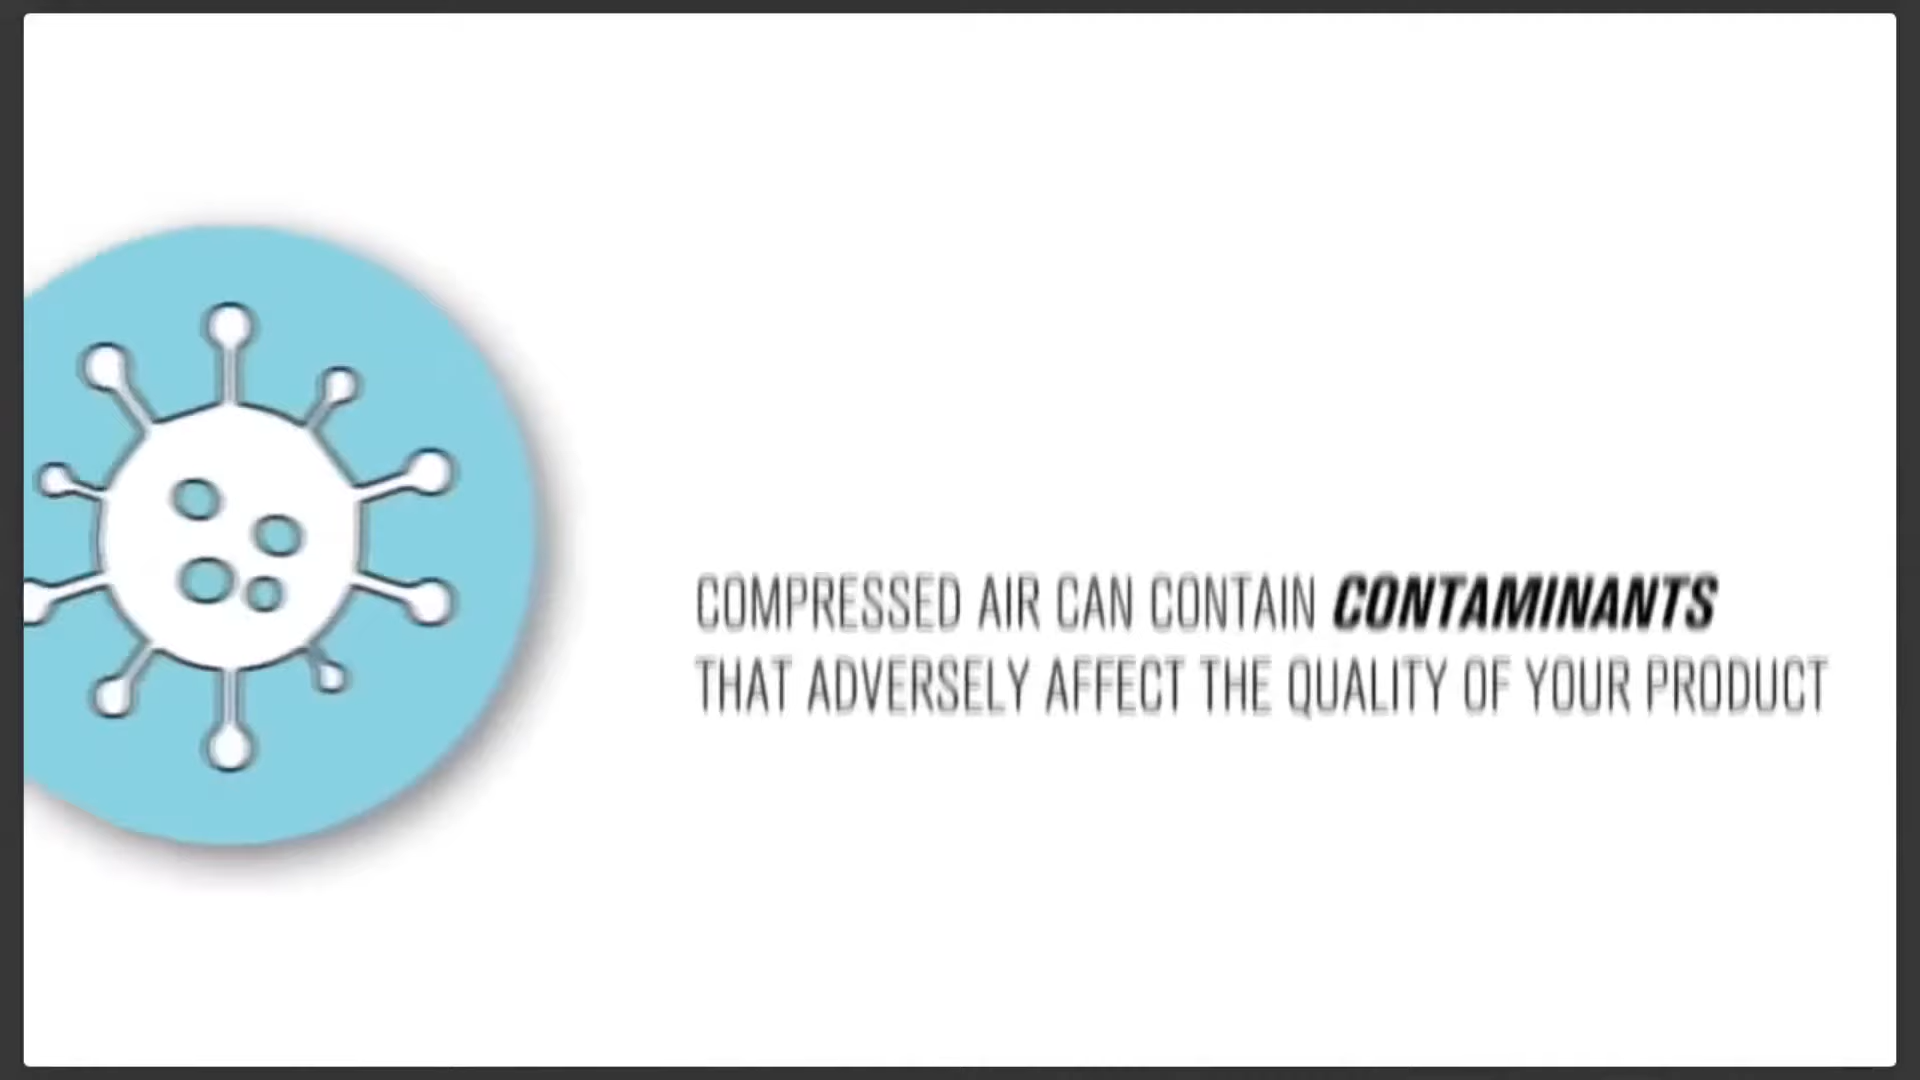 COMPRESSED AIR CAN CONTAIN CONTAMINANTS
THAT ADVERSELY AFFECT THE QUALITY OF YOUR PRODUCT